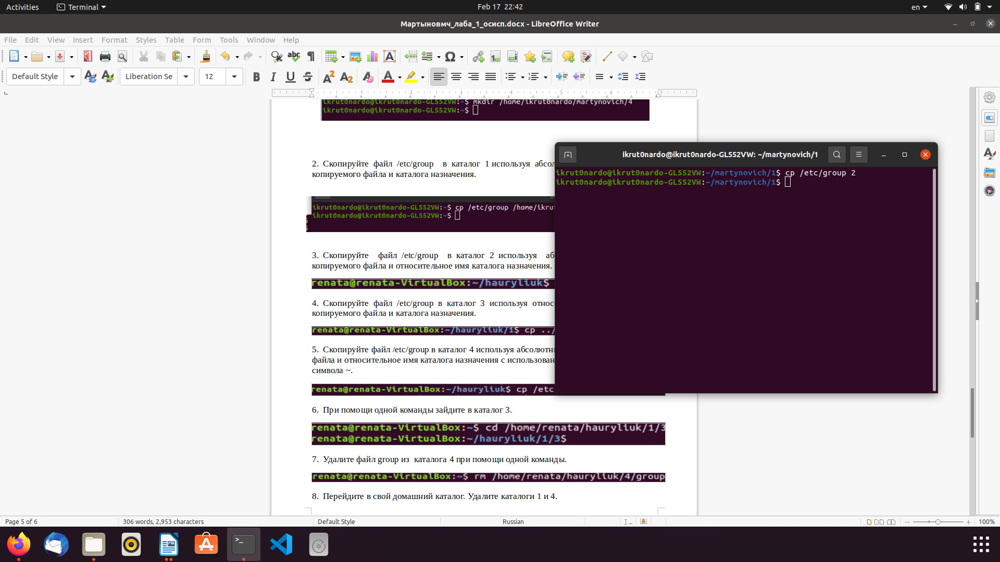 Activities
Terminal
Feb 17 22:42
en
Мартыновмч_лаба_1_осисп.docx - LibreOffice Writer
File Edit View Insert Format Styles Table Form Tools Window Help
Default Style
Liberation Se
12
1 2 3 4 5 6 7
ikrut0nardo@ikrut0nardo-GL552VW:~$ mkdir /home/ikrut0nardo/martynovich/4
ikrut0nardo@ikrut0nardo-GL552VW:~$
2. Скопируйте файл /etc/group в каталог 1 используя
копируемого файла и каталога назначения.
ikrut0nardo@ikrut0nardo-GL552VW:~$ cp /etc/group /home/ikrut
ikrut0nardo@ikrut0nardo-GL552VW:~$
3. Скопируйте файл /etc/group в каталог 2 используя
копируемого файла и относительное имя каталога назначения.
renata@renata-VirtualBox:~/hauryliuk$
4. Скопируйте файл /etc/group в каталог 3 используя
копируемого файла и каталога назначения.
renata@renata-VirtualBox:~/hauryliuk/1$ cp ../
5. Скопируйте файл /etc/group в каталог 4 используя
файла и относительное имя каталога назначения с
символа ~.
renata@renata-VirtualBox:~/hauryliuk$ cp /etc
6. При помощи одной команды зайдите в каталог 3.
renata@renata-VirtualBox:~$ cd /home/renata/hauryliuk/1/3
renata@renata-VirtualBox:~/hauryliuk/1/3$
7. Удалите файл group из каталога 4 при помощи одной команды.
renata@renata-VirtualBox:~$ rm /home/renata/hauryliuk/4/group
8. Перейдите в свой домашний каталог. Удалите каталоги 1 и 4.
ikrut0nardo@ikrut0nardo-GL552VW: ~/martynovich/1
ikrut0nardo@ikrut0nardo-GL552VW:~/martynovich/1$ cp /etc/group 2
ikrut0nardo@ikrut0nardo-GL552VW:~/martynovich/1$
Page 5 of 6
306 words, 2,953 characters
Default Style
Russian
100%